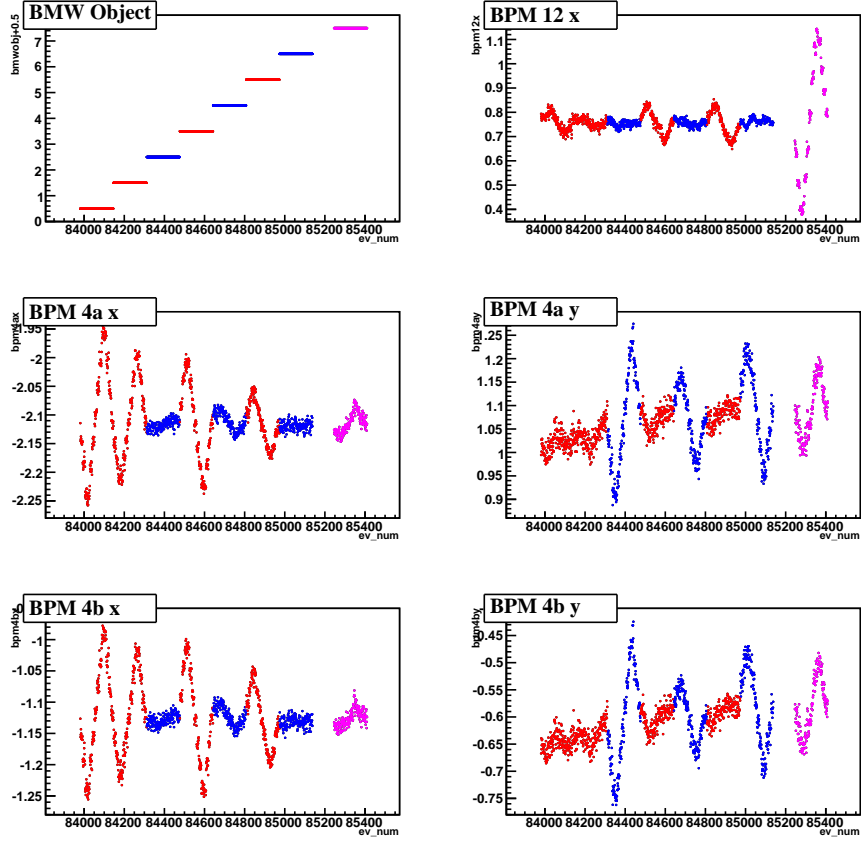 BMW Object
bmwobj+0.5
7
6
5
4
3
2
1
0
84000 84200 84400 84600 84800 85000 85200 85400
ev_num
BPM 12 x
bpm12x
1.1
1
0.9
0.8
0.7
0.6
0.5
0.4
84000 84200 84400 84600 84800 85000 85200 85400
ev_num
BPM 4a x
bpm4ax
-1.95
-2
-2.05
-2.1
-2.15
-2.2
-2.25
84000 84200 84400 84600 84800 85000 85200 85400
ev_num
BPM 4a y
bpm4ay
1.25
1.2
1.15
1.1
1.05
1
0.95
0.9
84000 84200 84400 84600 84800 85000 85200 85400
ev_num
BPM 4b x
bpm4bx
-1
-1.05
-1.1
-1.15
-1.2
-1.25
84000 84200 84400 84600 84800 85000 85200 85400
ev_num
BPM 4b y
bpm4by
-0.45
-0.5
-0.55
-0.6
-0.65
-0.7
-0.75
84000 84200 84400 84600 84800 85000 85200 85400
ev_num